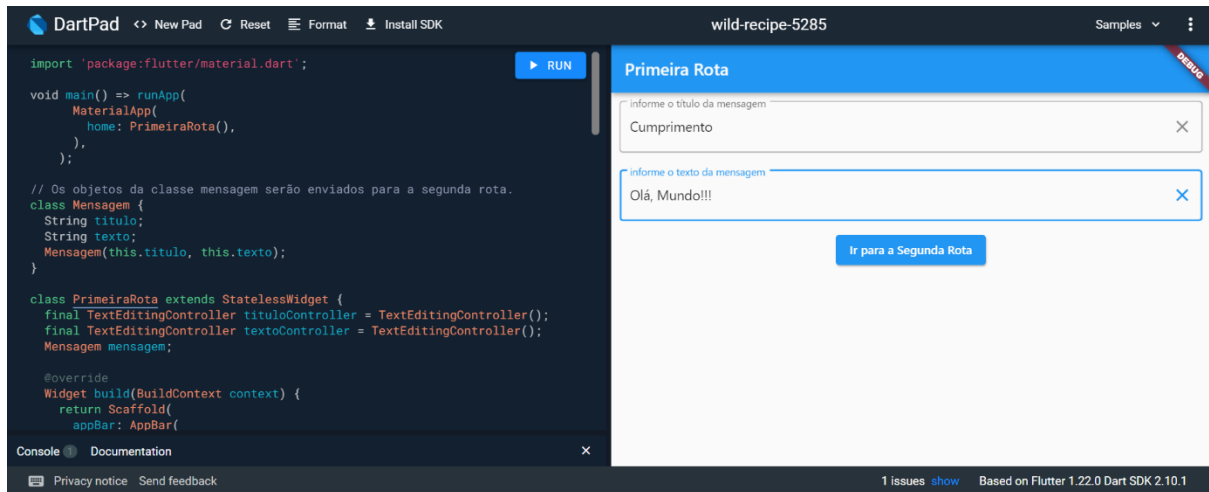 DartPad <> New Pad Reset Format Install SDK wild-recipe-5285 Samples
import 'package:flutter/material.dart';
RUN
void main() => runApp(
MaterialApp(
home: PrimeiraRota(),
),
);
// Os objetos da classe mensagem serão enviados para a segunda rota.
class Mensagem {
String titulo;
String texto;
Mensagem(this.titulo, this.texto);
}
class PrimeiraRota extends StatelessWidget {
final TextEditingController tituloController = TextEditingController();
final TextEditingController textoController = TextEditingController();
Mensagem mensagem;
@override
Widget build(BuildContext context) {
return Scaffold(
appBar: AppBar(
Console 1 Documentation
Primeira Rota
DEBUG
informe o título da mensagem
Cumprimento
informe o texto da mensagem
Olá, Mundo!!!
Ir para a Segunda Rota
Privacy notice Send feedback 1 issues show Based on Flutter 1.22.0 Dart SDK 2.10.1